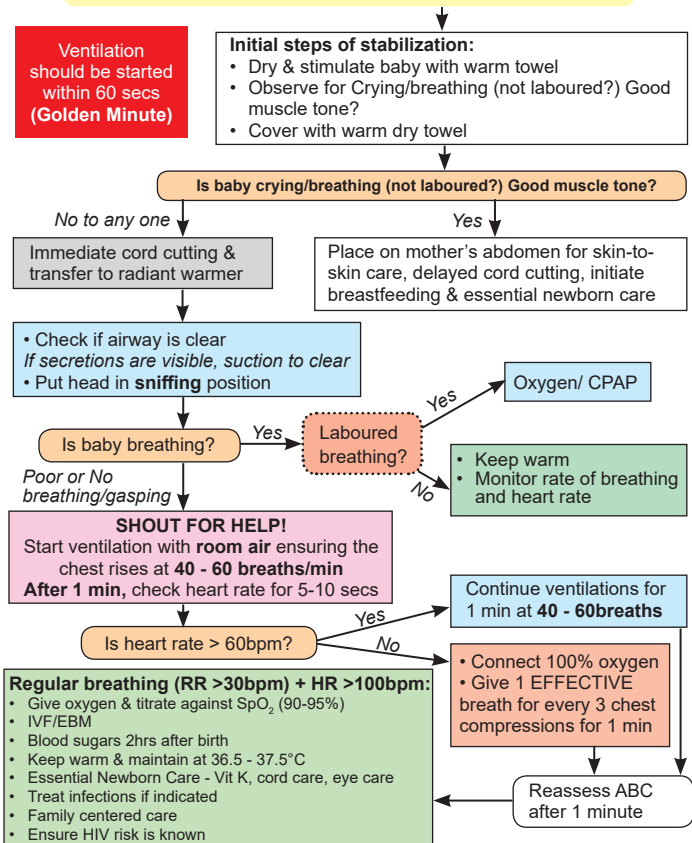 Ventilation
should be started
within 60 secs
(Golden Minute)
Initial steps of stabilization:
• Dry & stimulate baby with warm towel
• Observe for Crying/breathing (not laboured?) Good
muscle tone?
• Cover with warm dry towel
Is baby crying/breathing (not laboured?) Good muscle tone?
No to any one
Yes
Immediate cord cutting &
transfer to radiant warmer
Place on mother's abdomen for skin-to-
skin care, delayed cord cutting, initiate
breastfeeding & essential newborn care
• Check if airway is clear
If secretions are visible, suction to clear
• Put head in sniffing position
Is baby breathing?
Yes
Laboured
breathing?
Yes
Oxygen/ CPAP
No
• Keep warm
• Monitor rate of breathing
and heart rate
Poor or No
breathing/gasping
SHOUT FOR HELP!
Start ventilation with room air ensuring the
chest rises at 40 - 60 breaths/min
After 1 min, check heart rate for 5-10 secs
Is heart rate > 60bpm?
Yes
Continue ventilations for
1 min at 40 - 60breaths
No
• Connect 100% oxygen
• Give 1 EFFECTIVE
breath for every 3 chest
compressions for 1 min
Reassess ABC
after 1 minute
Regular breathing (RR >30bpm) + HR >100bpm:
• Give oxygen & titrate against SpO₂ (90-95%)
• IVF/EBM
• Blood sugars 2hrs after birth
• Keep warm & maintain at 36.5 - 37.5°C
• Essential Newborn Care - Vit K, cord care, eye care
• Treat infections if indicated
• Family centered care
• Ensure HIV risk is known